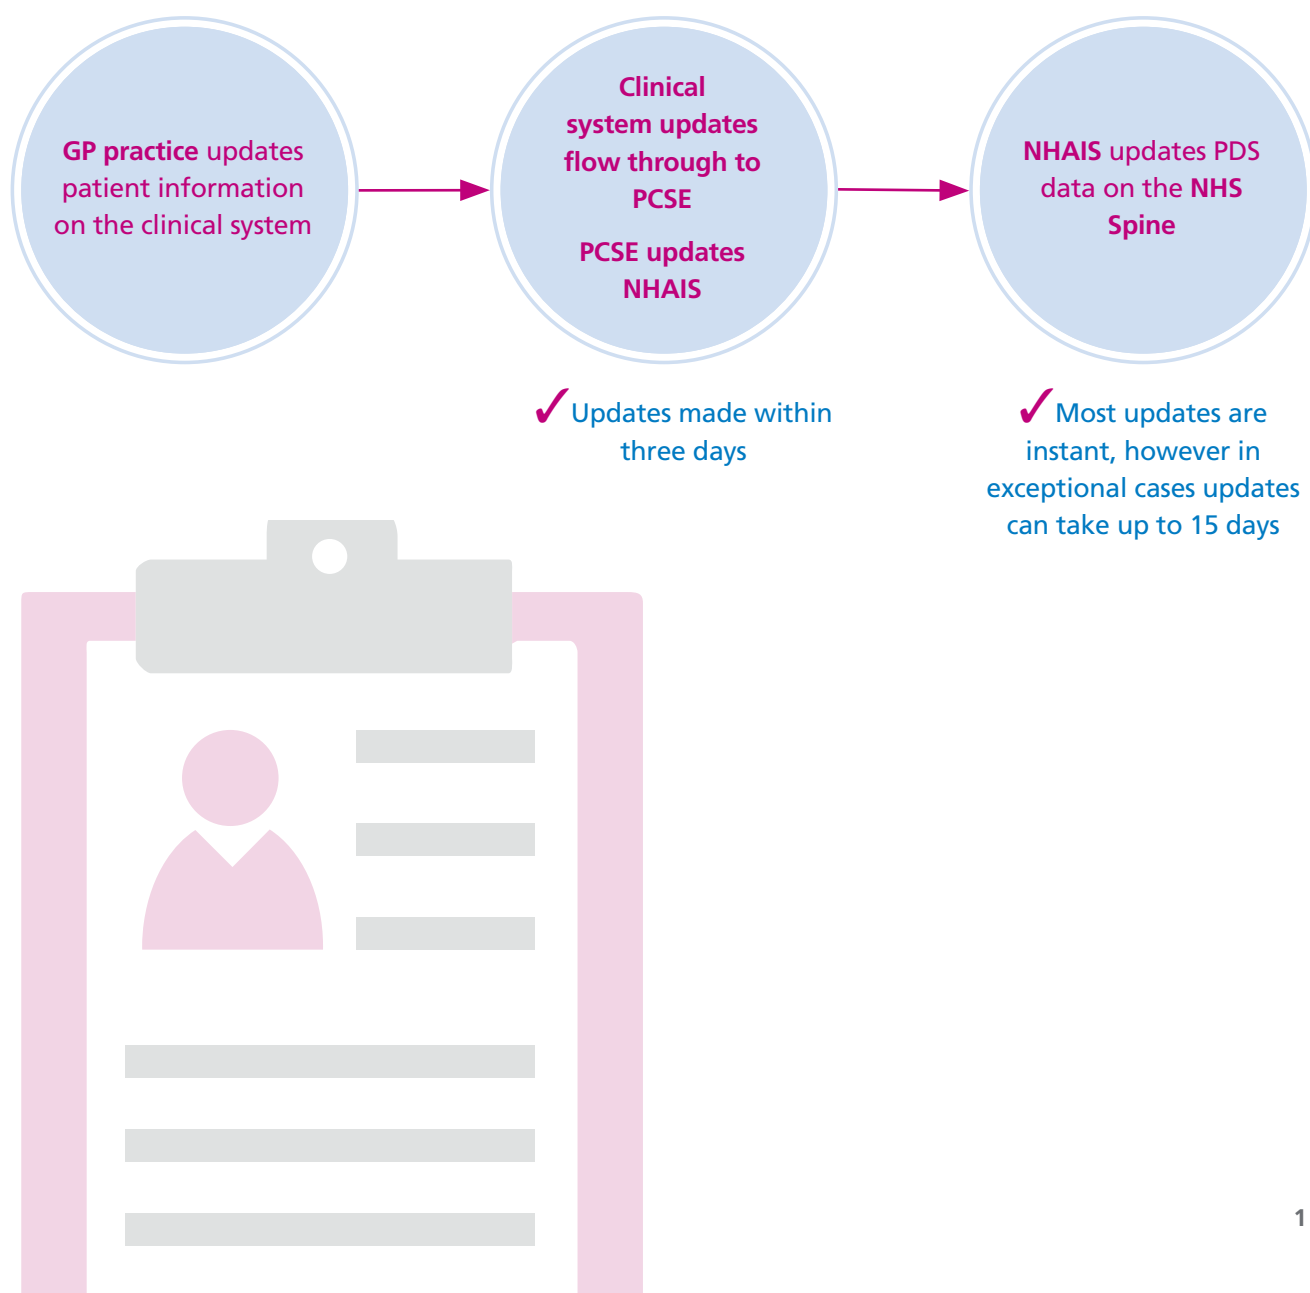 GP practice updates
patient information
on the clinical system
Clinical
system updates
flow through to
PCSE
PCSE updates
NHAIS
NHAIS updates PDS
data on the NHS
Spine
✓Updates made within
three days
✓Most updates are
instant, however in
exceptional cases updates
can take up to 15 days
1